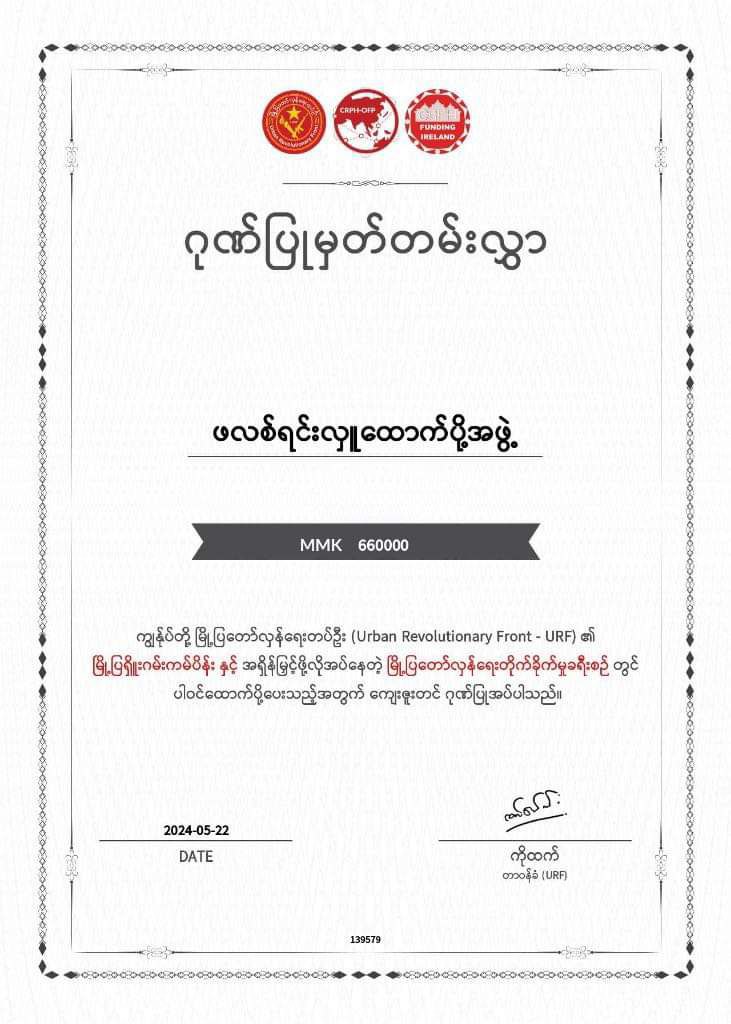 Urban Revolutionary Front
CRPH-OFP
CRPH
FUNDING
IRELAND
ဂုဏ်ပြုမှတ်တမ်းလွှာ
ဖလစ်ရင်းလှူထောက်ပို့အဖွဲ့
MMK 660000
ကျွန်ုပ်တို့ မြို့ပြတော်လှန်ရေးတပ်ဦး (Urban Revolutionary Front - URF) ၏
မြို့ပြရှိူးဂမ်းကမ်ပိန်း နှင့် အရှိန်မြှင့်ဖို့လိုအပ်နေတဲ့ မြို့ပြတော်လှန်ရေးတိုက်ခိုက်မှုခရီးစဉ် တွင်
ပါဝင်ထောက်ပို့ပေးသည့်အတွက် ကျေးဇူးတင် ဂုဏ်ပြုအပ်ပါသည်။
2024-05-22
DATE
ကိုထက်
တာဝန်ခံ (URF)
139579